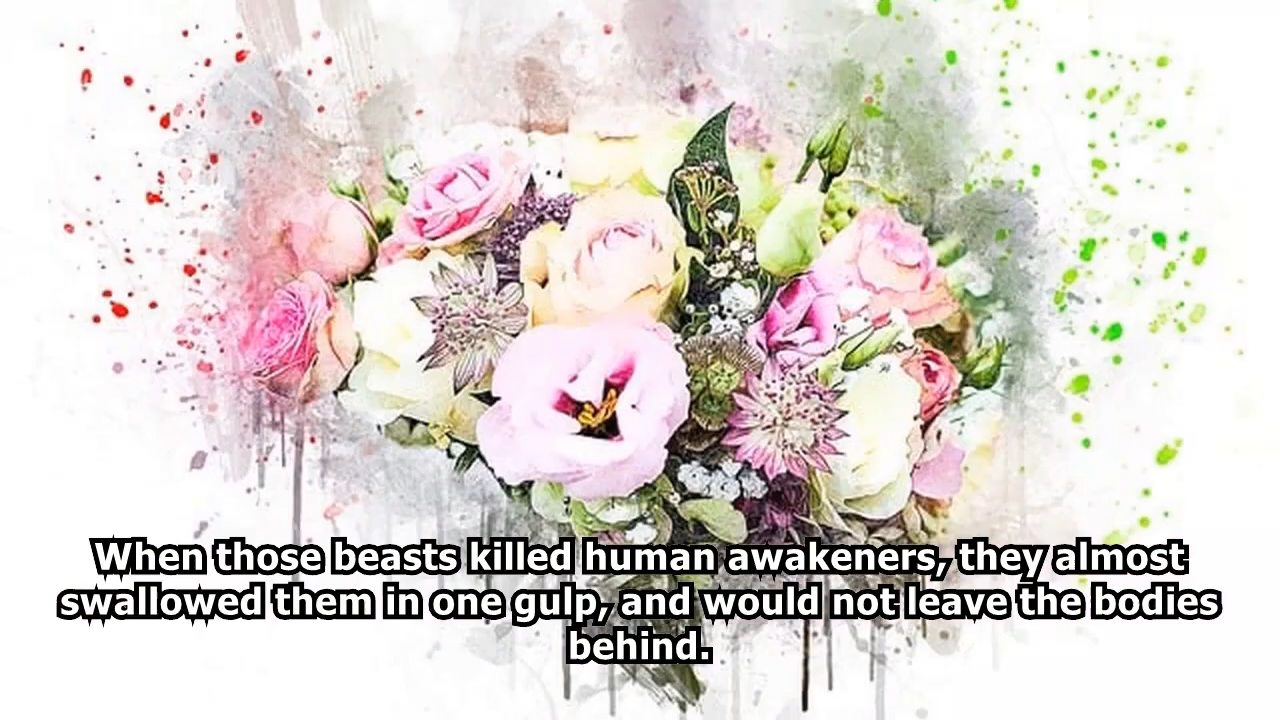 When those beasts killed human awakeners, they almost
swallowed them in one gulp, and would not leave the bodies
behind.